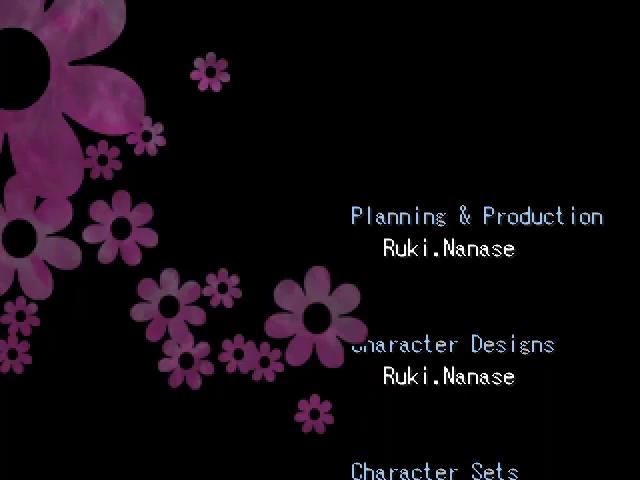 Planning & Production
Ruki.Nanase
Character Designs
Ruki.Nanase
Character Sets